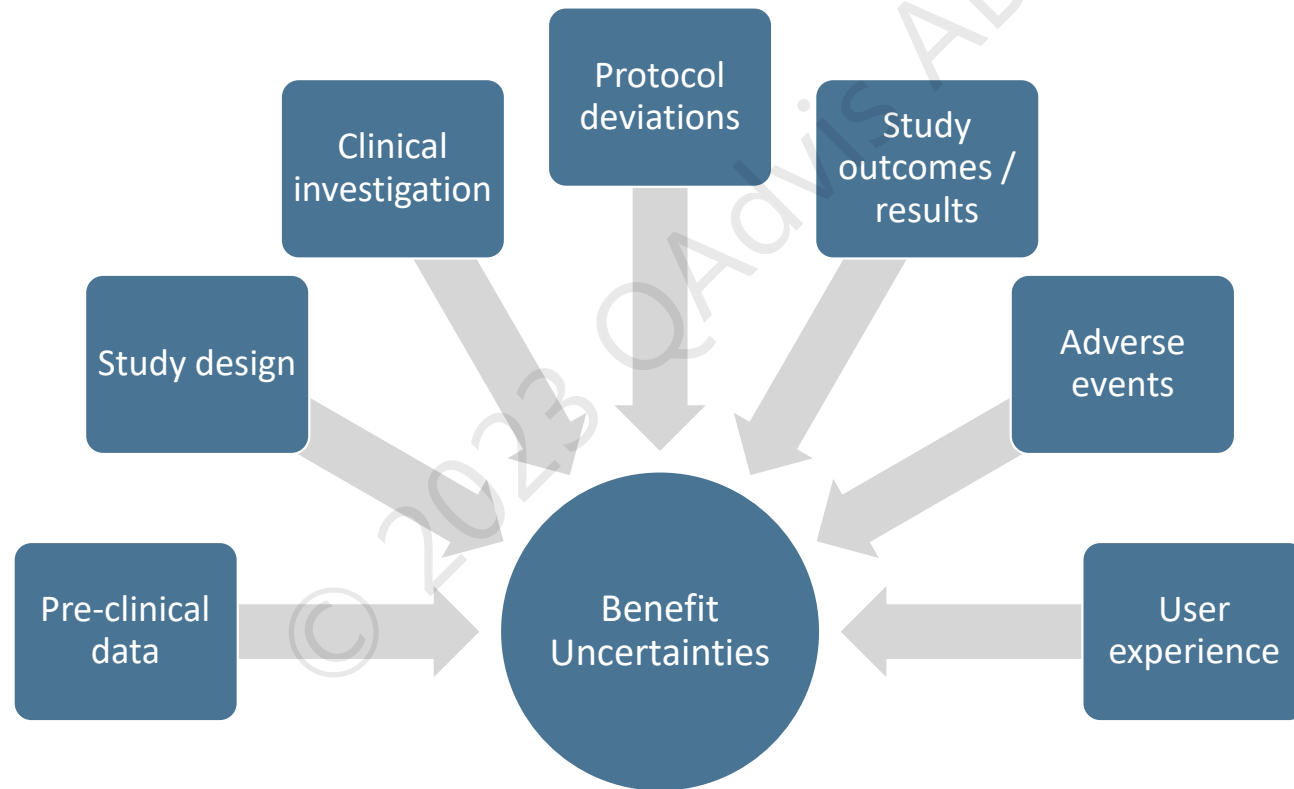 Protocol
deviations
Clinical
investigation
Study
outcomes /
results
Study design
Adverse
events
Pre-clinical
data
Benefit
Uncertainties
User
experience
© 2023 QAdvis AB